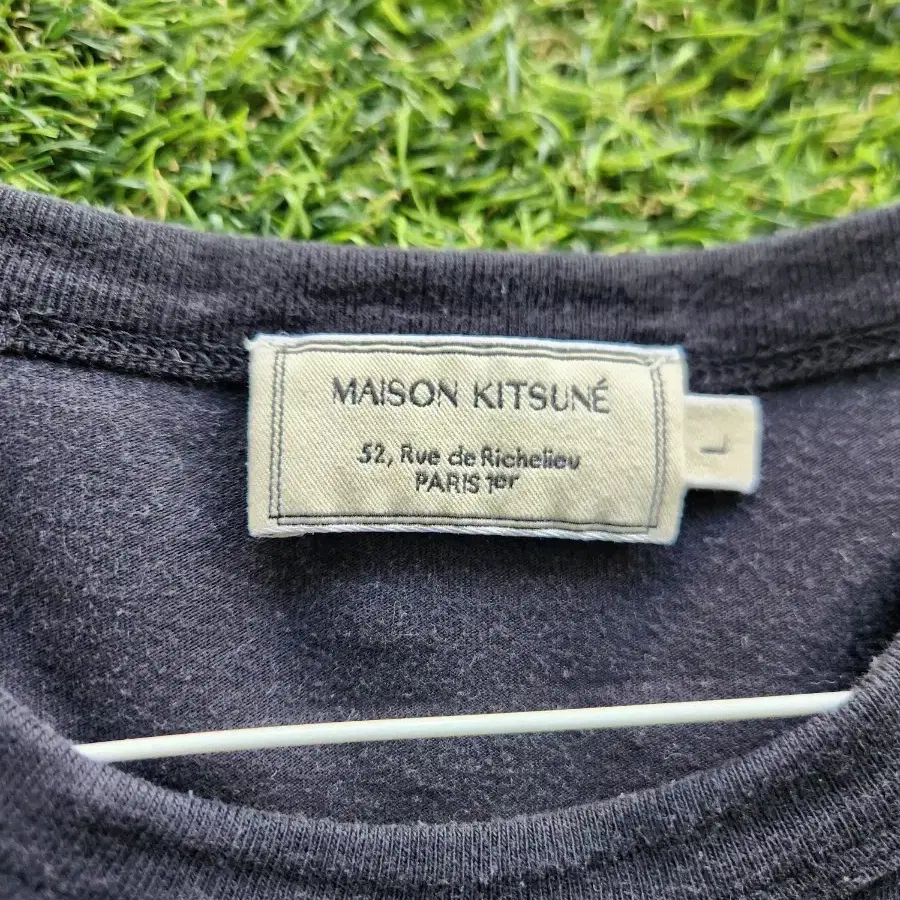 MAISON KITSUNÉ
52, Rue de Richelieu
PARIS 1er
L